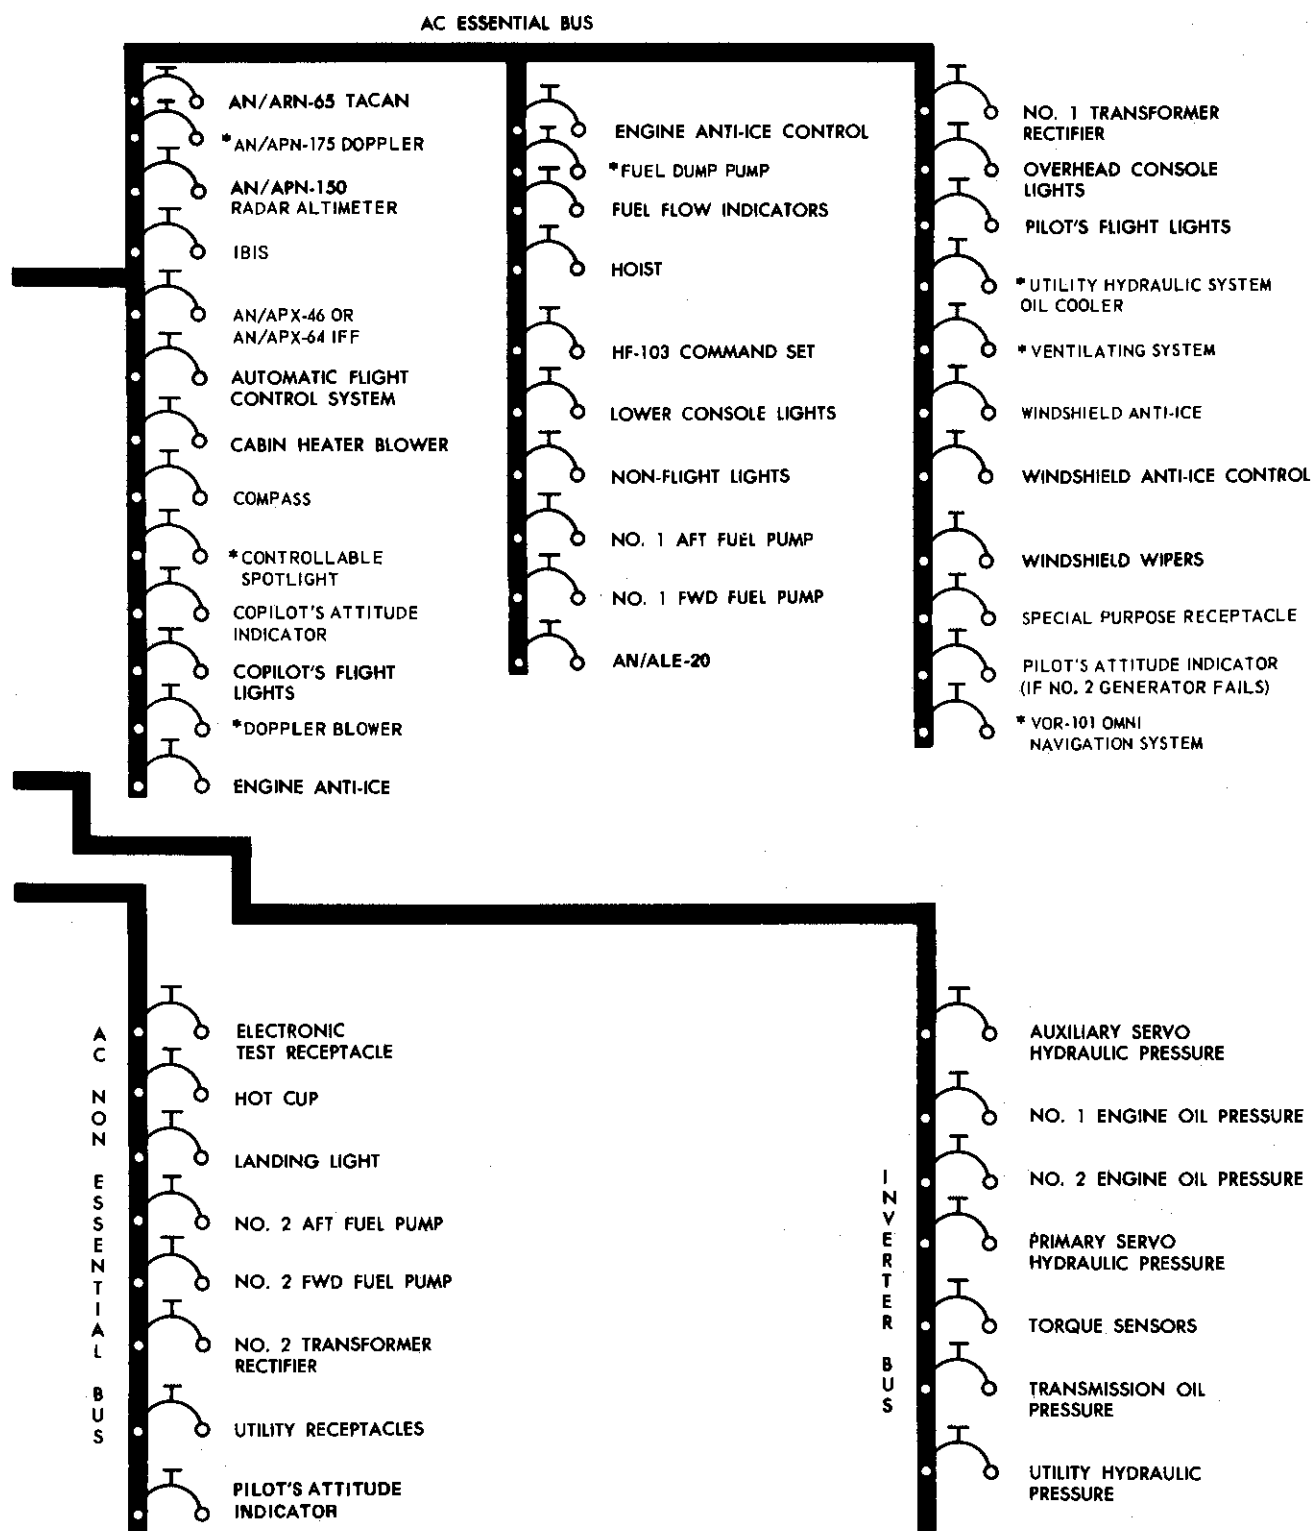 AC ESSENTIAL BUS
AN/ARN-65 TACAN
*AN/APN-175 DOPPLER
AN/APN-150
RADAR ALTIMETER
IBIS
AN/APX-46 OR
AN/APX-64 IFF
AUTOMATIC FLIGHT
CONTROL SYSTEM
CABIN HEATER BLOWER
COMPASS
*CONTROLLABLE
SPOTLIGHT
COPILOT'S ATTITUDE
INDICATOR
COPILOT'S FLIGHT
LIGHTS
*DOPPLER BLOWER
ENGINE ANTI-ICE
ENGINE ANTI-ICE CONTROL
*FUEL DUMP PUMP
FUEL FLOW INDICATORS
HOIST
HF-103 COMMAND SET
LOWER CONSOLE LIGHTS
NON-FLIGHT LIGHTS
NO. 1 AFT FUEL PUMP
NO. 1 FWD FUEL PUMP
AN/ALE-20
NO. 1 TRANSFORMER
RECTIFIER
OVERHEAD CONSOLE
LIGHTS
PILOT'S FLIGHT LIGHTS
* UTILITY HYDRAULIC SYSTEM
OIL COOLER
* VENTILATING SYSTEM
WINDSHIELD ANTI-ICE
WINDSHIELD ANTI-ICE CONTROL
WINDSHIELD WIPERS
SPECIAL PURPOSE RECEPTACLE
PILOT'S ATTITUDE INDICATOR
(IF NO. 2 GENERATOR FAILS)
* VOR-101 OMNI
NAVIGATION SYSTEM
AC NON ESSENTIAL BUS
ELECTRONIC
TEST RECEPTACLE
HOT CUP
LANDING LIGHT
NO. 2 AFT FUEL PUMP
NO. 2 FWD FUEL PUMP
NO. 2 TRANSFORMER
RECTIFIER
UTILITY RECEPTACLES
PILOT'S ATTITUDE
INDICATOR
INVERTER BUS
AUXILIARY SERVO
HYDRAULIC PRESSURE
NO. 1 ENGINE OIL PRESSURE
NO. 2 ENGINE OIL PRESSURE
PRIMARY SERVO
HYDRAULIC PRESSURE
TORQUE SENSORS
TRANSMISSION OIL
PRESSURE
UTILITY HYDRAULIC
PRESSURE